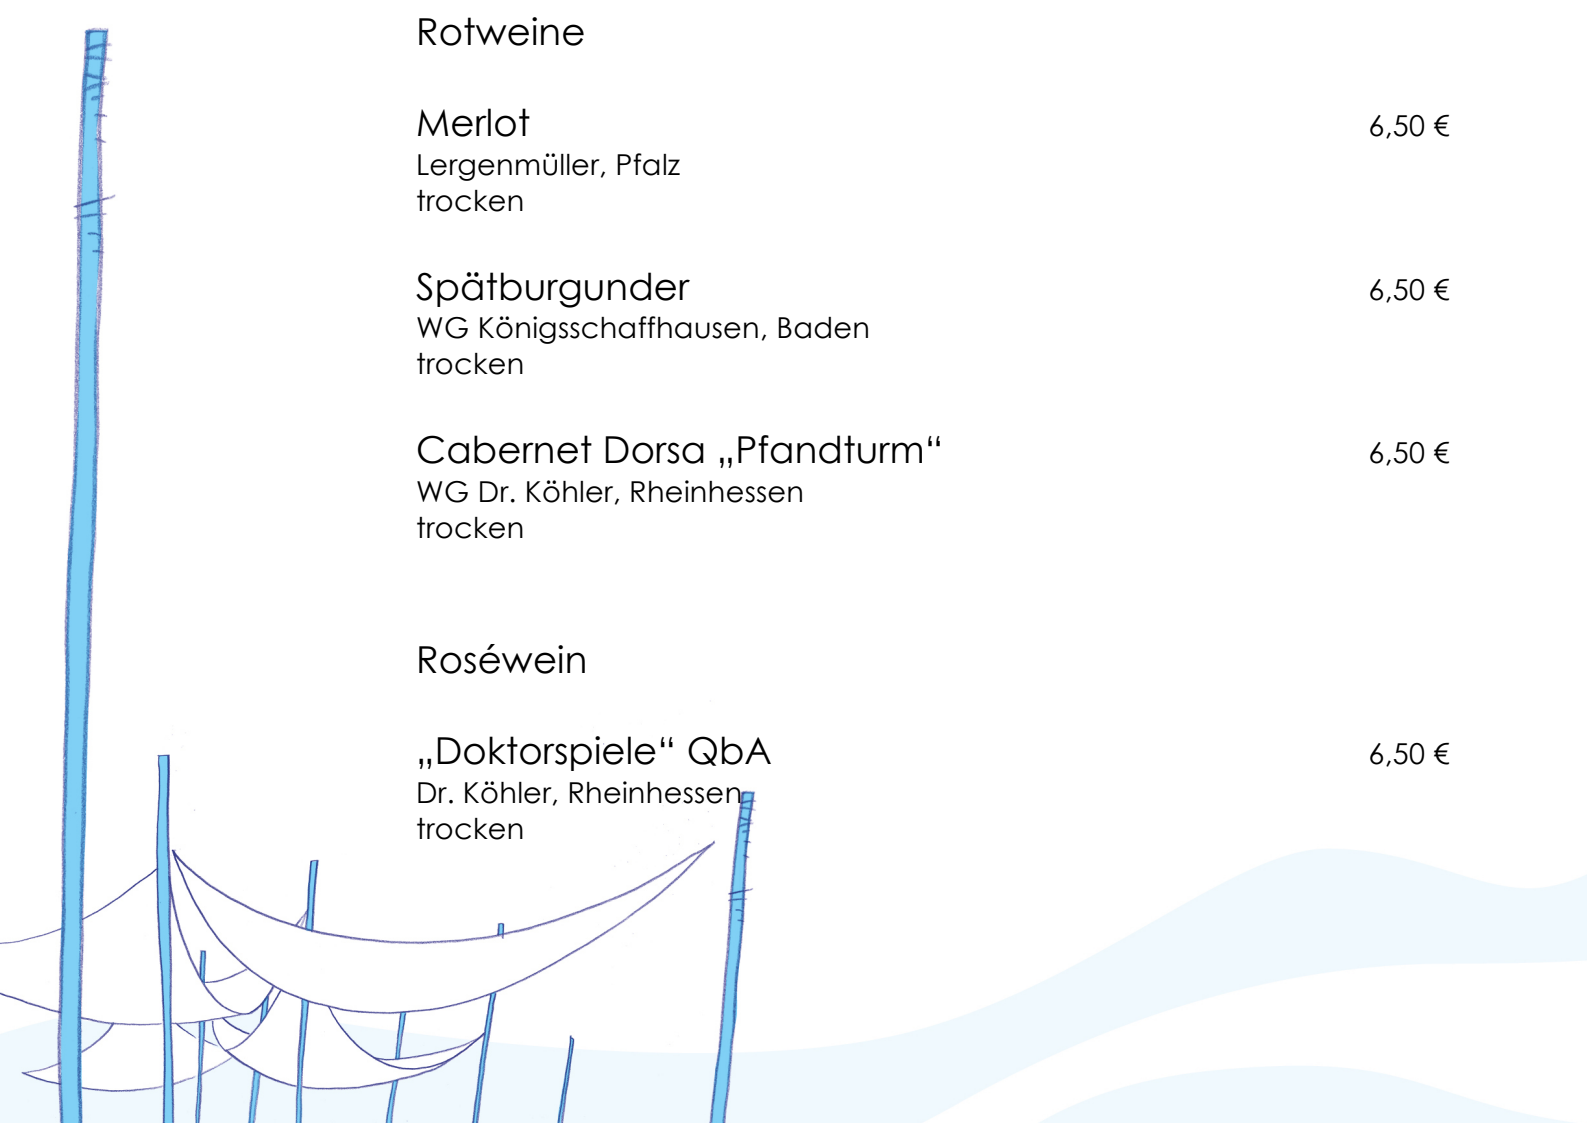 Rotweine
Merlot 6,50 €
Lergenmüller, Pfalz
trocken
Spätburgunder 6,50 €
WG Königsschaffhausen, Baden
trocken
Cabernet Dorsa „Pfandturm“ 6,50 €
WG Dr. Köhler, Rheinhessen
trocken
Roséwein
„Doktorspiele“ QbA 6,50 €
Dr. Köhler, Rheinhessen
trocken